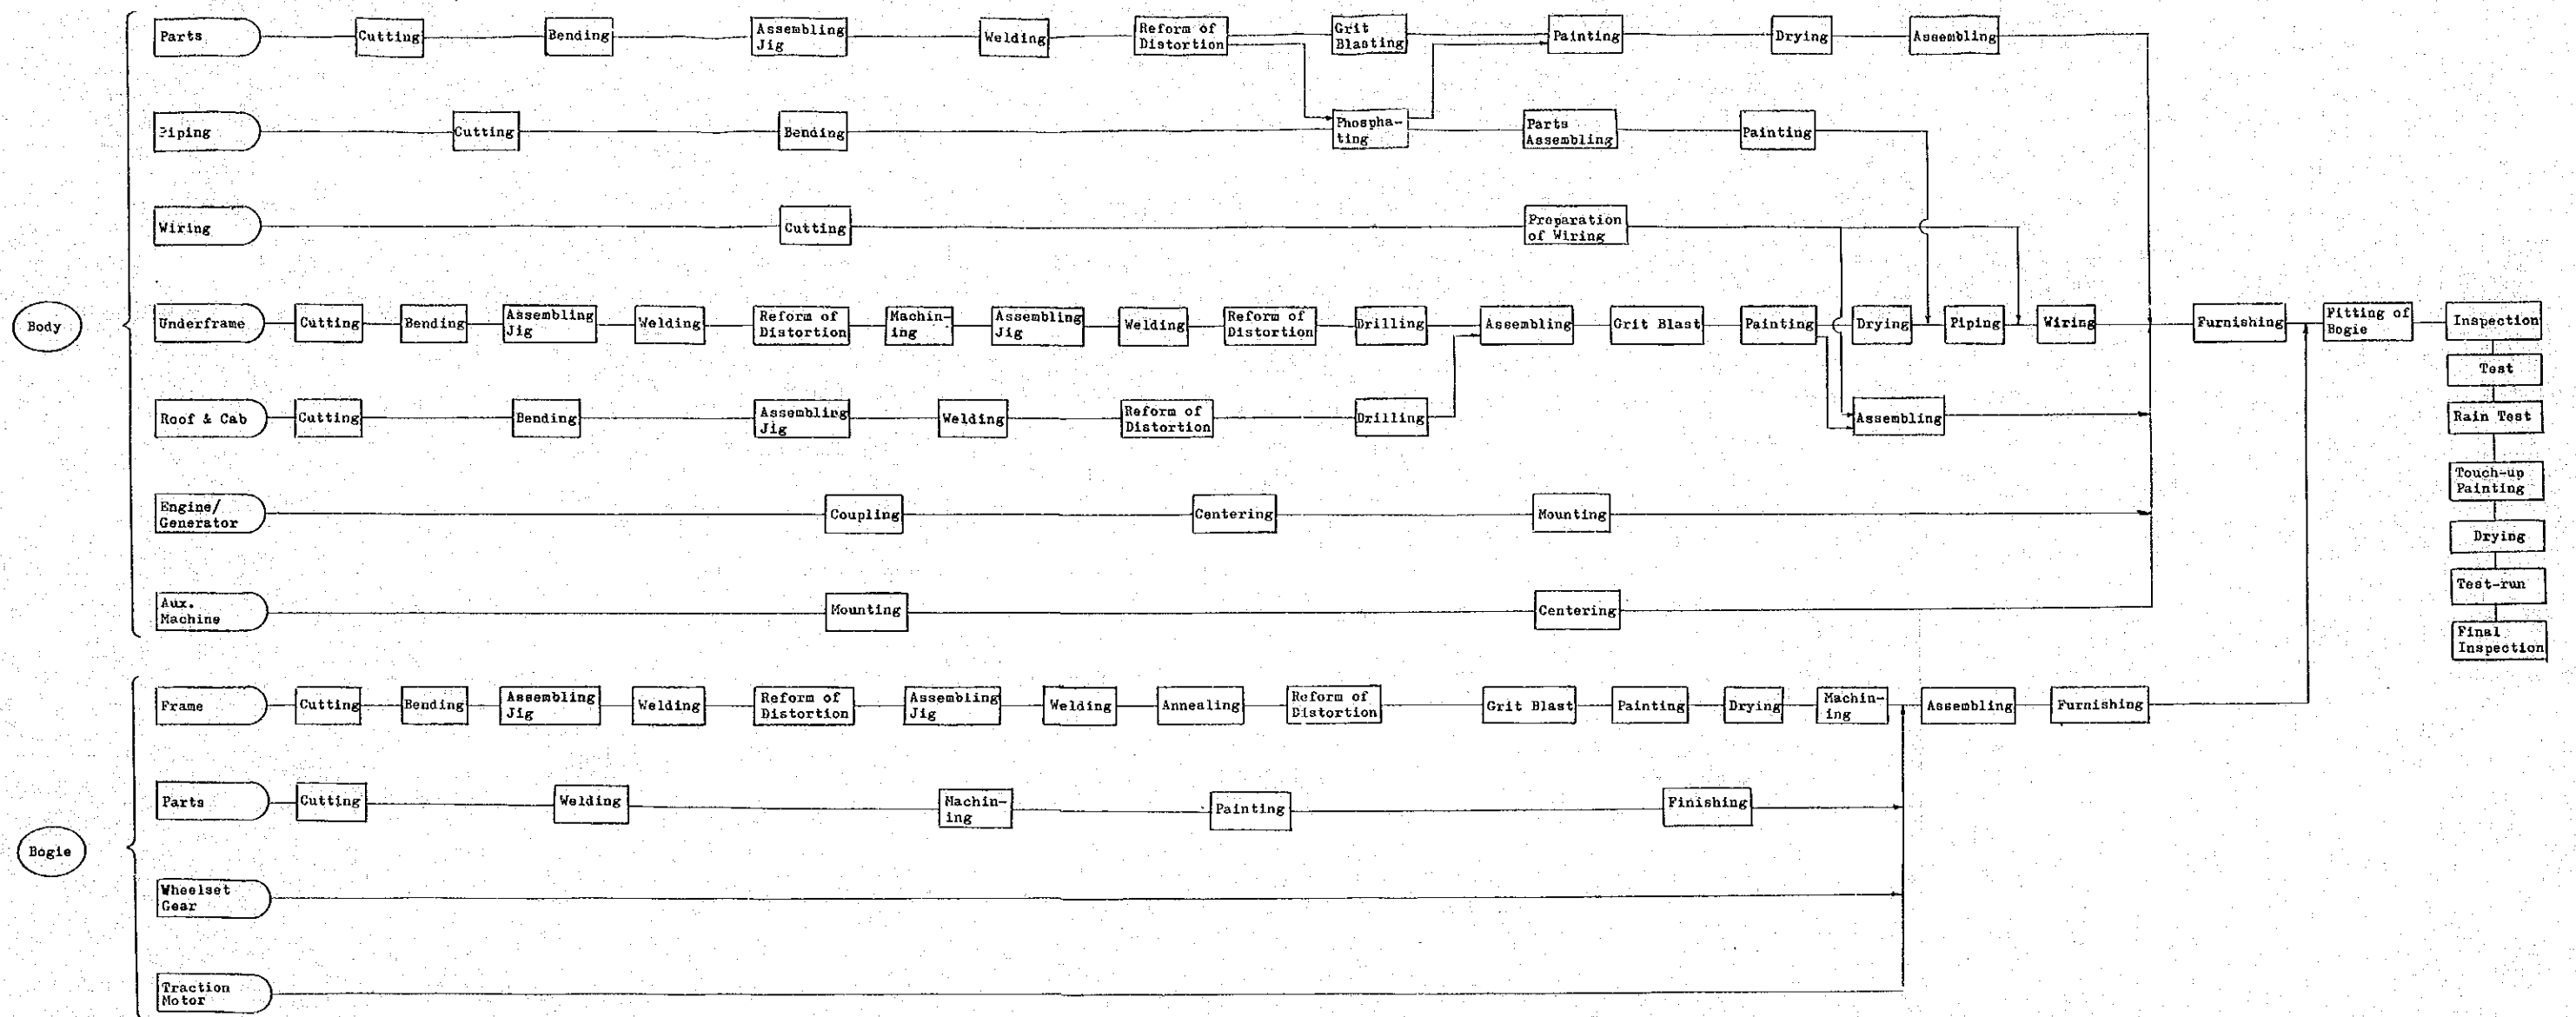 Parts
Cutting
Bending
Assembling
Jig
Welding
Reform of
Distortion
Grit
Blasting
Painting
Drying
Assembling
Piping
Cutting
Bending
Phospha-
ting
Parts
Assembling
Painting
Wiring
Cutting
Preparation
of Wiring
Body
Underframe
Cutting
Bending
Assembling
Jig
Welding
Reform of
Distortion
Machin-
ing
Assembling
Jig
Welding
Reform of
Distortion
Drilling
Assembling
Grit Blast
Painting
Drying
Piping
Wiring
Furnishing
Fitting of
Bogie
Inspection
Test
Rain Test
Touch-up
Painting
Drying
Test-run
Final
Inspection
Roof & Cab
Cutting
Bending
Assembling
Jig
Welding
Reform of
Distortion
Drilling
Assembling
Engine/
Generator
Coupling
Centering
Mounting
Aux.
Machine
Mounting
Centering
Bogie
Frame
Cutting
Bending
Assembling
Jig
Welding
Reform of
Distortion
Assembling
Jig
Welding
Annealing
Reform of
Distortion
Grit Blast
Painting
Drying
Machin-
ing
Assembling
Furnishing
Parts
Cutting
Welding
Machin-
ing
Painting
Finishing
Wheelset
Gear
Traction
Motor